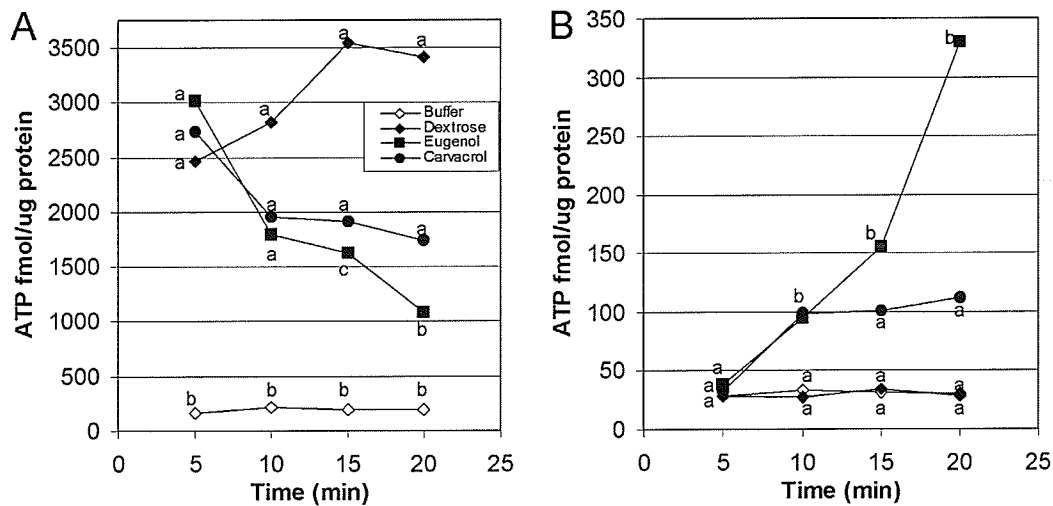 A
ATP fmol/ug protein
3500
3000
2500
2000
1500
1000
500
0
a
a
a
a
a
a
a
a
a
a
a
c
b
b
b
b
b
Buffer
Dextrose
Eugenol
Carvacrol
0
5
10
15
20
25
Time (min)
B
ATP fmol/ug protein
350
300
250
200
150
100
50
0
b
b
b
a
a
a
a
a
a
a
a
a
a
a
0
5
10
15
20
25
Time (min)